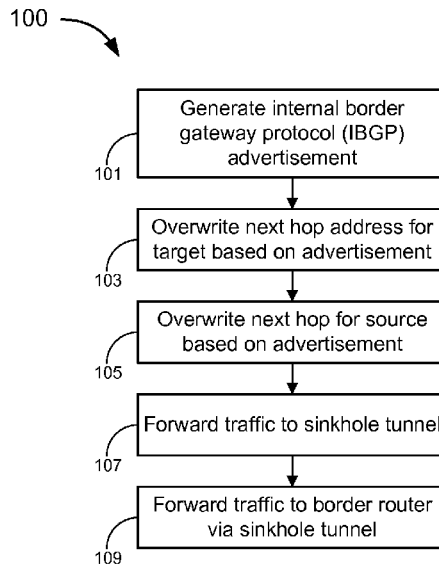 100
Generate internal border
gateway protocol (IBGP)
advertisement
101
Overwrite next hop address for
target based on advertisement
103
Overwrite next hop for source
based on advertisement
105
Forward traffic to sinkhole tunnel
107
Forward traffic to border router
via sinkhole tunnel
109